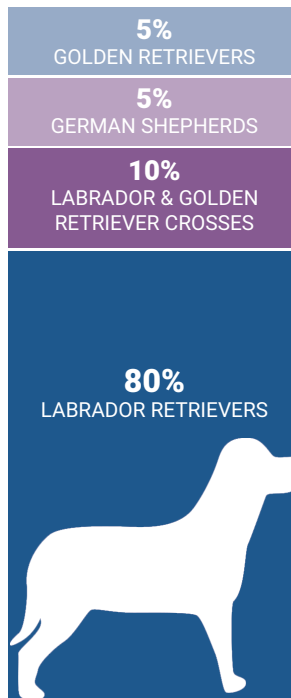 5%
GOLDEN RETRIEVERS
5%
GERMAN SHEPHERDS
10%
LABRADOR & GOLDEN
RETRIEVER CROSSES
80%
LABRADOR RETRIEVERS